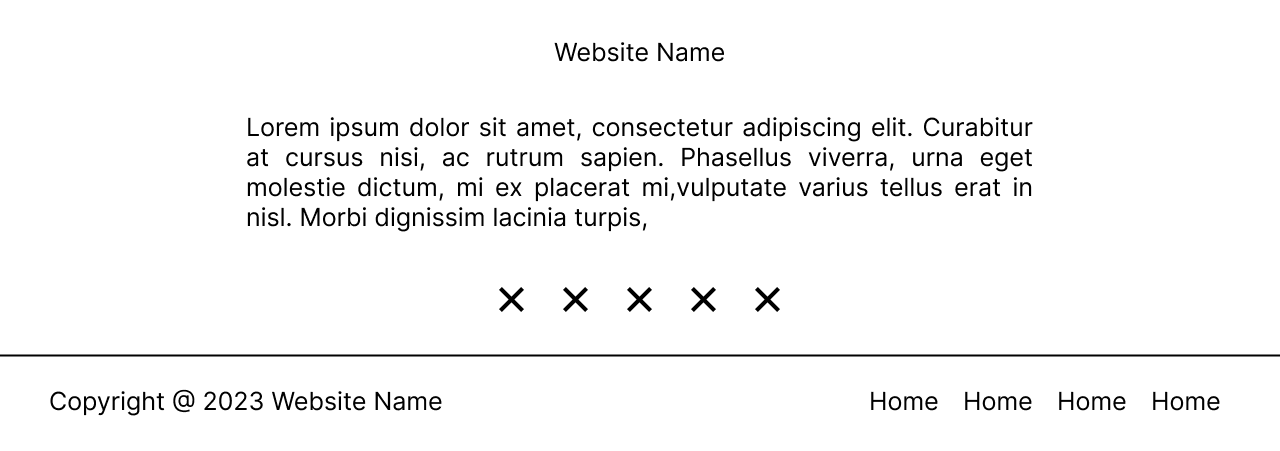 Website Name
Lorem ipsum dolor sit amet, consectetur adipiscing elit. Curabitur
at cursus nisi, ac rutrum sapien. Phasellus viverra, urna eget
molestie dictum, mi ex placerat mi,vulputate varius tellus erat in
nisl. Morbi dignissim lacinia turpis,
Copyright @ 2023 Website Name Home Home Home Home